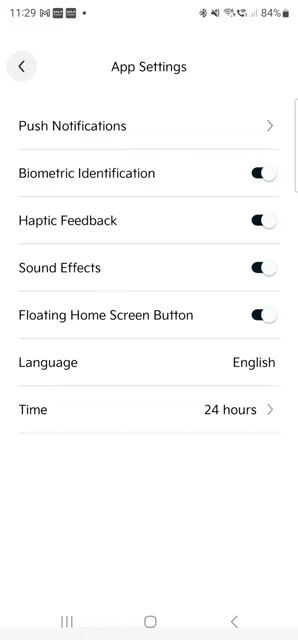 11:29
84%
App Settings
Push Notifications
Biometric Identification
Haptic Feedback
Sound Effects
Floating Home Screen Button
Language English
Time 24 hours